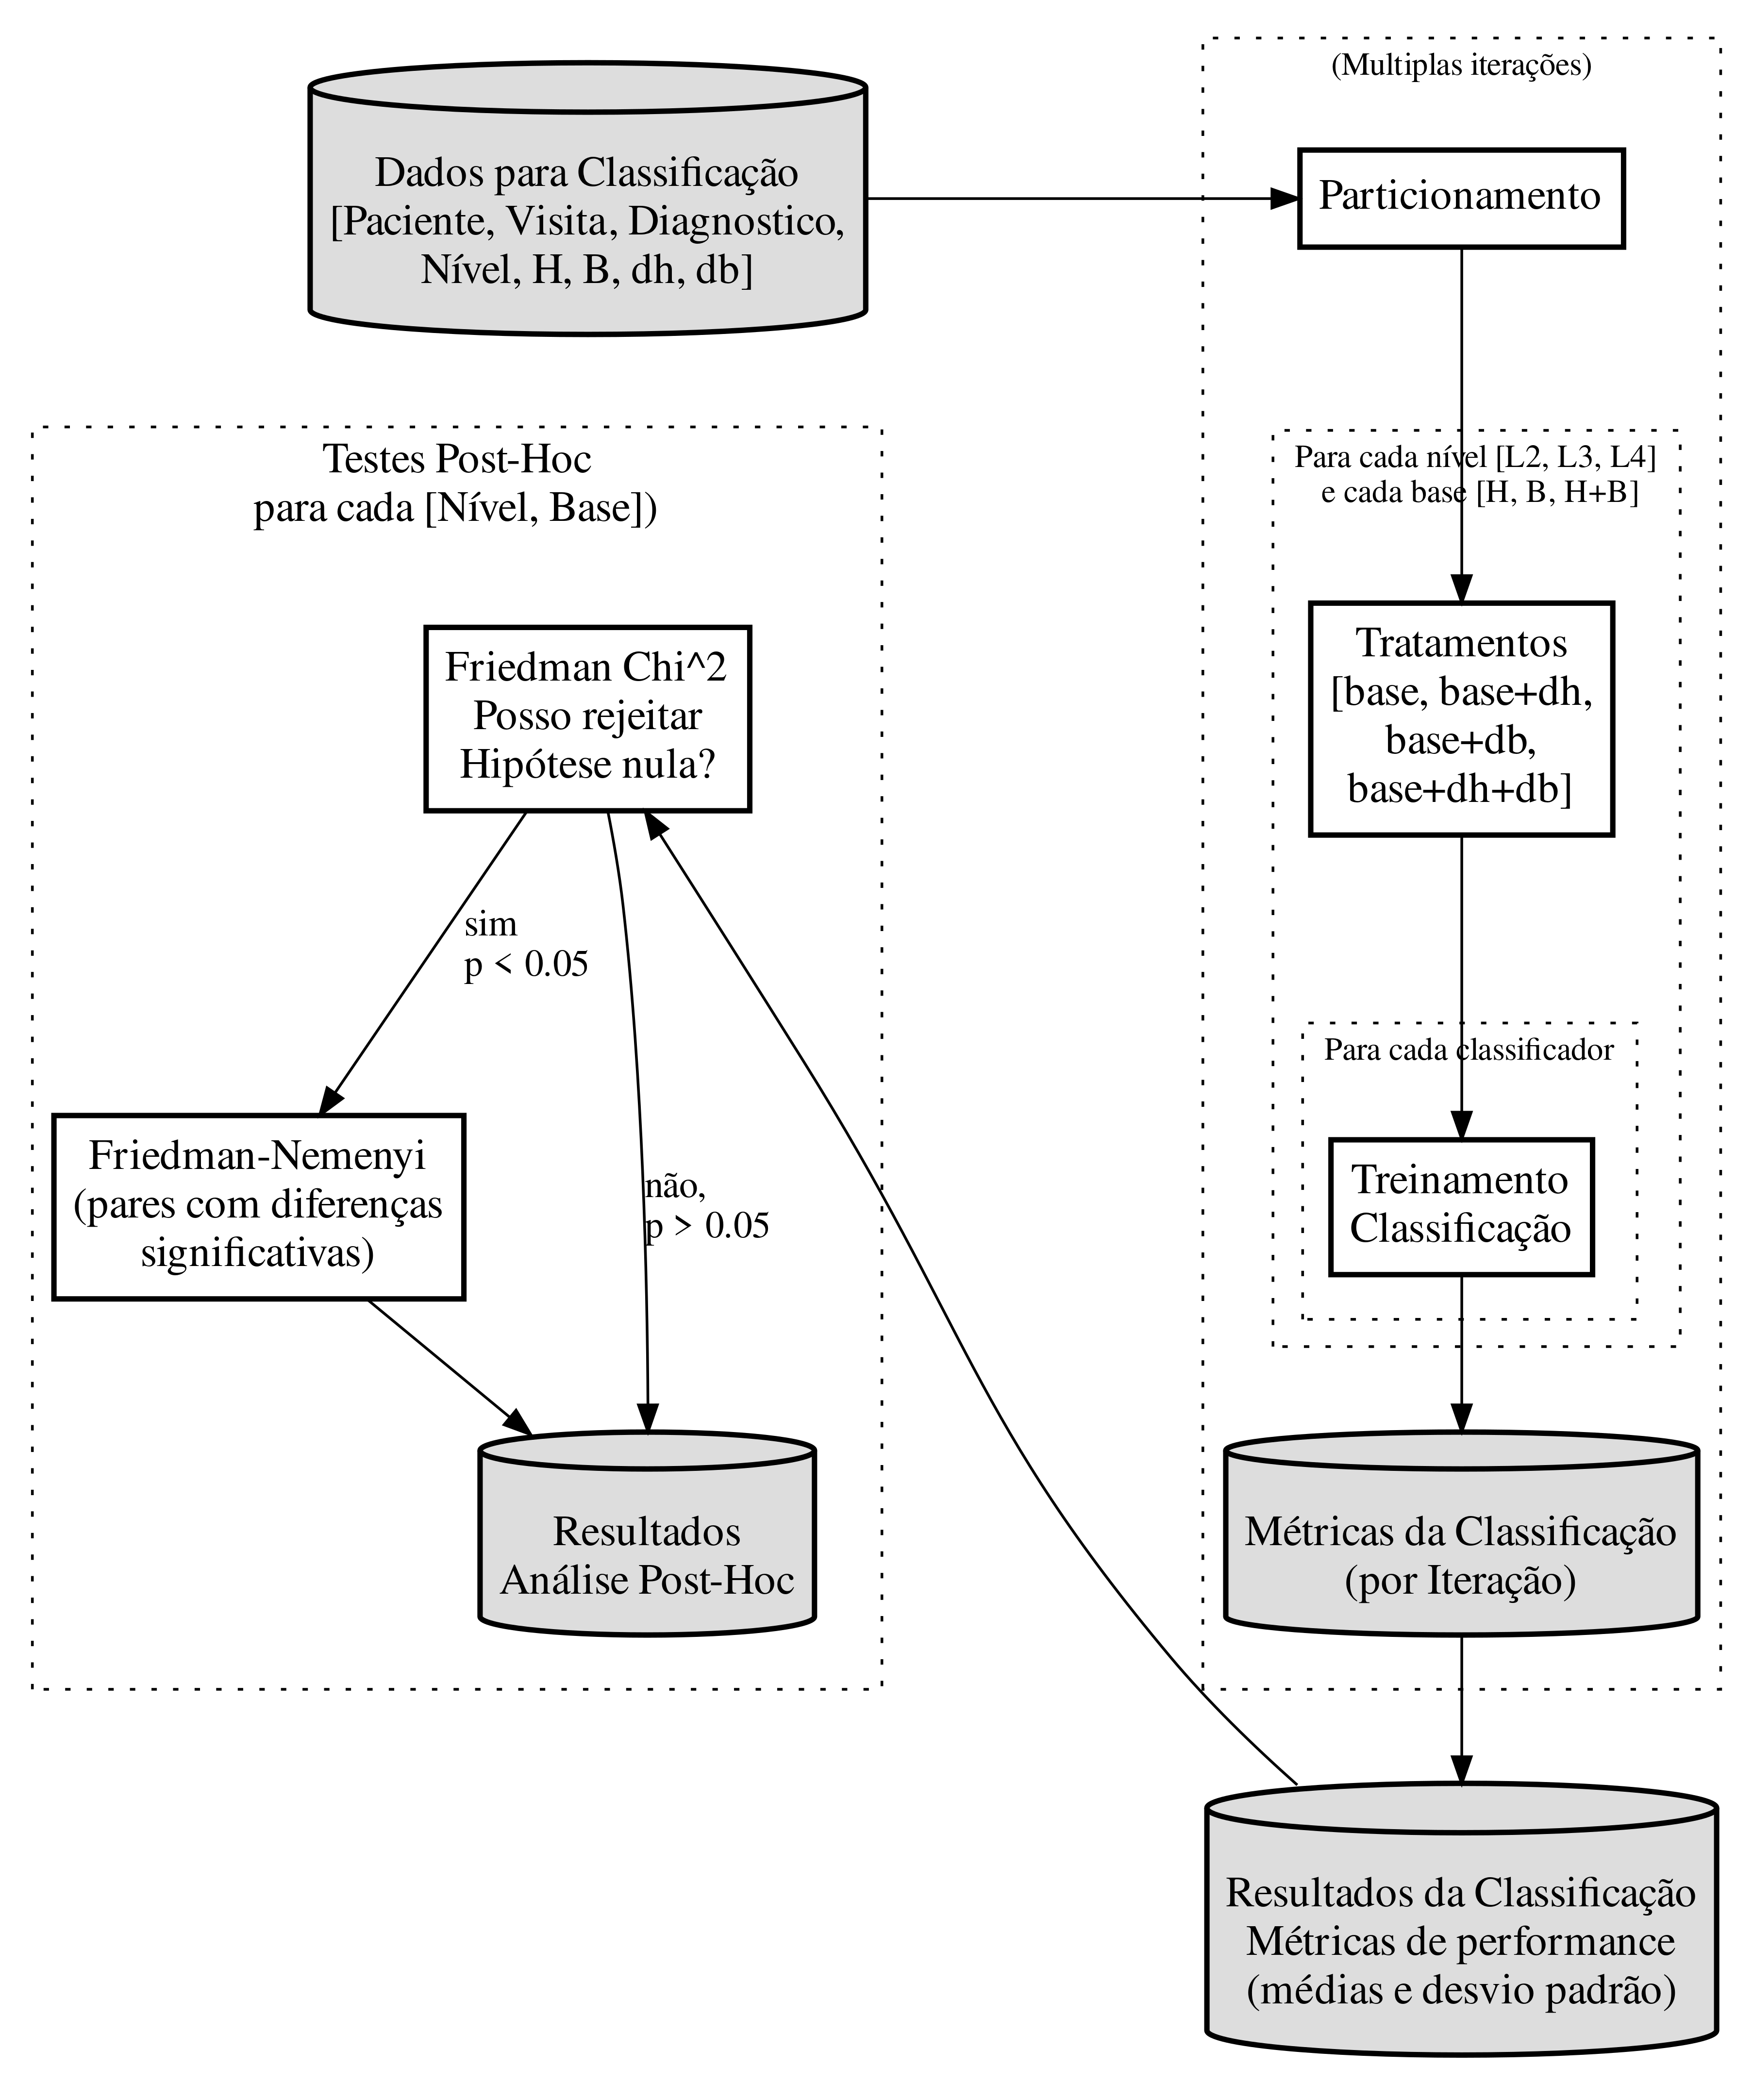 Dados para Classificação
[Paciente, Visita, Diagnostico,
Nível, H, B, dh, db]
(Multiplas iterações)
Particionamento
Para cada nível [L2, L3, L4]
e cada base [H, B, H+B]
Tratamentos
[base, base+dh,
base+db,
base+dh+db]
Para cada classificador
Treinamento
Classificação
Métricas da Classificação
(por Iteração)
Resultados da Classificação
Métricas de performance
(médias e desvio padrão)
Testes Post-Hoc
para cada [Nível, Base])
Friedman Chi^2
Posso rejeitar
Hipótese nula?
sim
p < 0.05
não,
p > 0.05
Friedman-Nemenyi
(pares com diferenças
significativas)
Resultados
Análise Post-Hoc